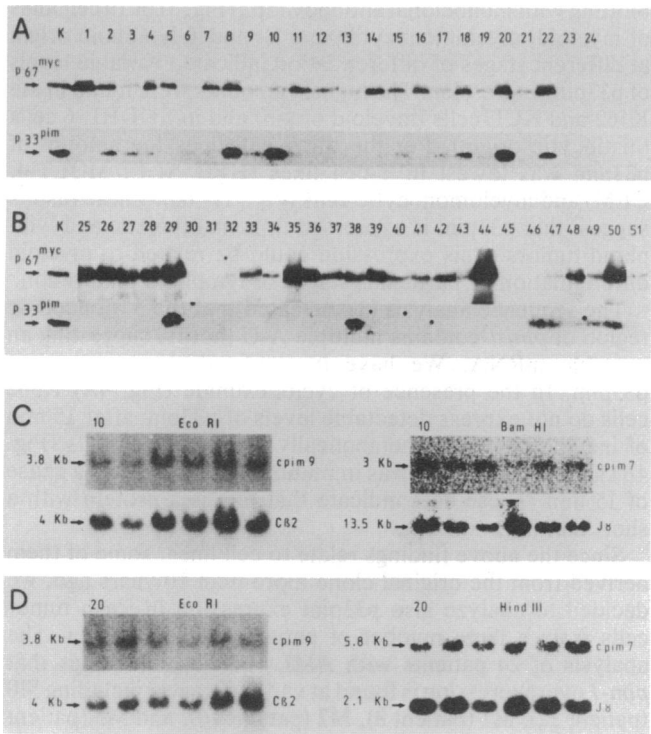 A K 1 2 3 4 5 6 7 8 9 10 11 12 13 14 15 16 17 18 19 20 21 22 23 24
p 67 myc
p 33 pim
B K 25 26 27 28 29 30 31 32 33 34 35 36 37 38 39 40 41 42 43 44 45 46 47 48 49 50 51
p 67 myc
p 33 pim
C 10 Eco RI
3.8 Kb cpim 9
4 Kb Cß2
10 Bam HI
3 Kb cpim 7
13.5 Kb J४
D 20 Eco RI
3.8 Kb cpim 9
4 Kb Cß2
20 Hind III
5.8 Kb cpim 7
2.1 Kb J४